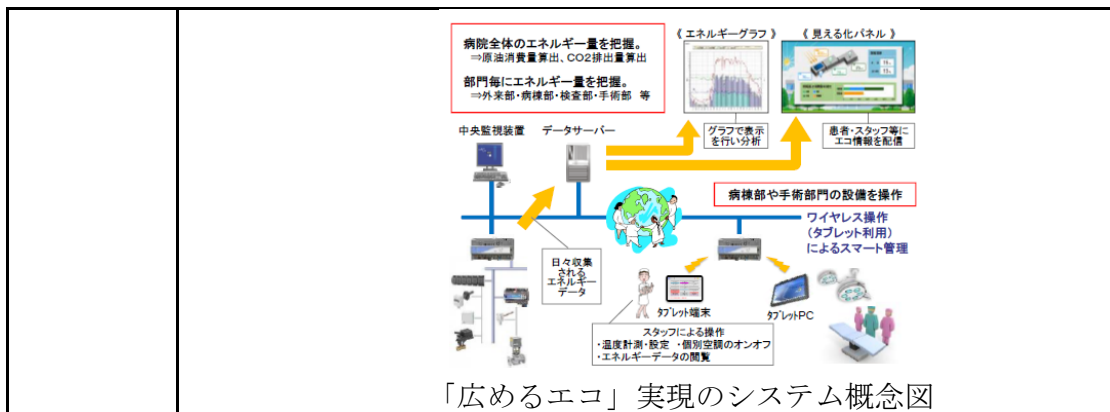 病院全体のエネルギー量を把握。
⇒原油消費量算出、CO2排出量算出
部門毎にエネルギー量を把握。
⇒外来部・病棟部・検査部・手術部 等
《 エネルギーグラフ 》
《 見える化パネル 》
グラフで表示
を行い分析
患者・スタッフ等に
エコ情報を配信
中央監視装置
データサーバー
病棟部や手術部門の設備を操作
ワイヤレス操作
（タブレット利用）
によるスマート管理
日々収集
される
エネルギー
データ
タブレット端末
タブレットPC
スタッフによる操作
・温度計測・設定 ・個別空調のオンオフ
・エネルギーデータの閲覧
「広めるエコ」実現のシステム概念図